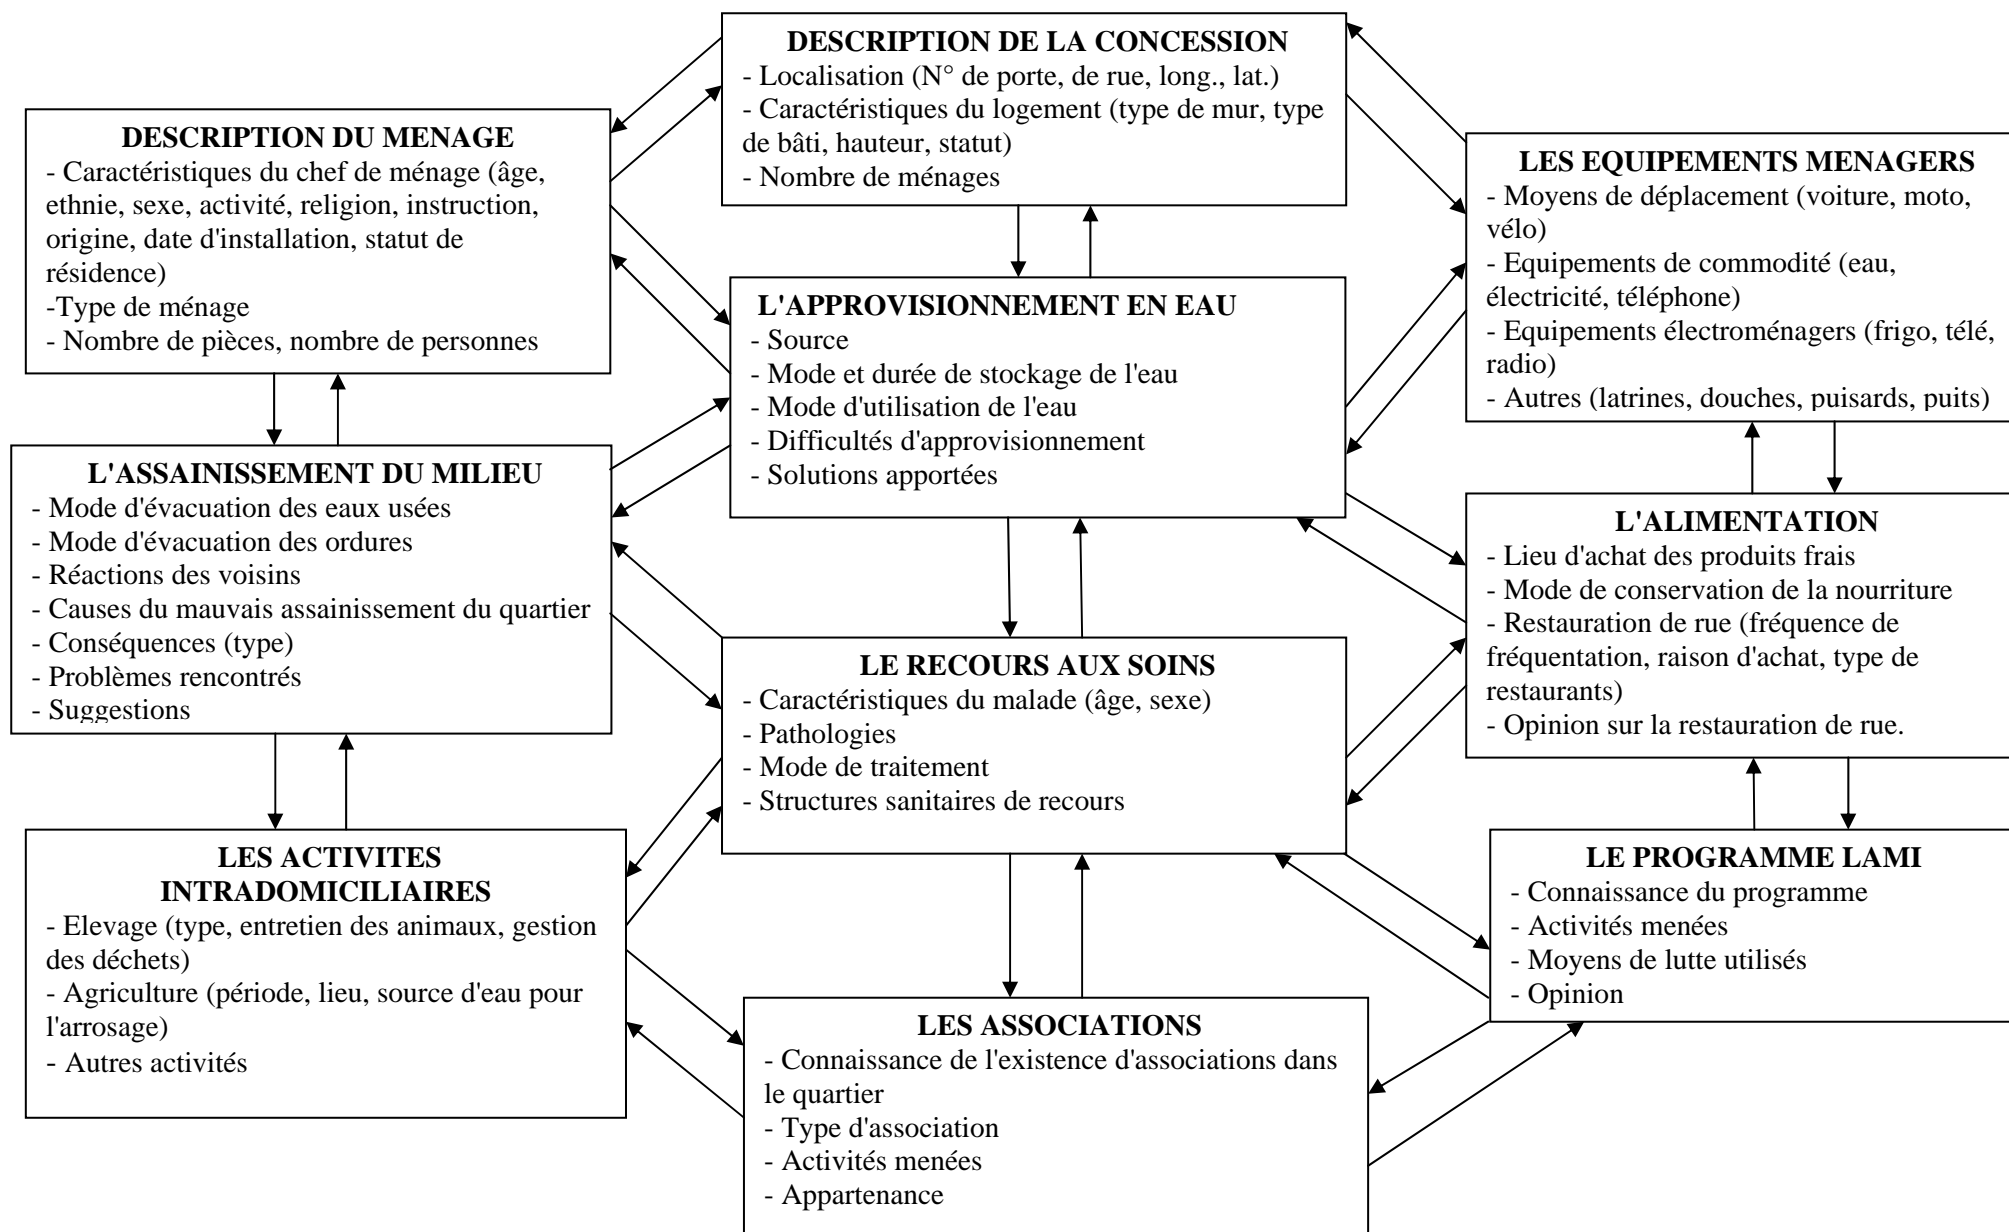 DESCRIPTION DE LA CONCESSION
- Localisation (N° de porte, de rue, long., lat.)
- Caractéristiques du logement (type de mur, type
de bâti, hauteur, statut)
- Nombre de ménages
DESCRIPTION DU MENAGE
- Caractéristiques du chef de ménage (âge,
ethnie, sexe, activité, religion, instruction,
origine, date d'installation, statut de
résidence)
-Type de ménage
- Nombre de pièces, nombre de personnes
LES EQUIPEMENTS MENAGERS
- Moyens de déplacement (voiture, moto,
vélo)
- Equipements de commodité (eau,
électricité, téléphone)
- Equipements électroménagers (frigo, télé,
radio)
- Autres (latrines, douches, puisards, puits)
L'APPROVISIONNEMENT EN EAU
- Source
- Mode et durée de stockage de l'eau
- Mode d'utilisation de l'eau
- Difficultés d'approvisionnement
- Solutions apportées
L'ASSAINISSEMENT DU MILIEU
- Mode d'évacuation des eaux usées
- Mode d'évacuation des ordures
- Réactions des voisins
- Causes du mauvais assainissement du quartier
- Conséquences (type)
- Problèmes rencontrés
- Suggestions
L'ALIMENTATION
- Lieu d'achat des produits frais
- Mode de conservation de la nourriture
- Restauration de rue (fréquence de
fréquentation, raison d'achat, type de
restaurants)
- Opinion sur la restauration de rue.
LE RECOURS AUX SOINS
- Caractéristiques du malade (âge, sexe)
- Pathologies
- Mode de traitement
- Structures sanitaires de recours
LES ACTIVITES
INTRADOMICILIAIRES
- Elevage (type, entretien des animaux, gestion
des déchets)
- Agriculture (période, lieu, source d'eau pour
l'arrosage)
- Autres activités
LE PROGRAMME LAMI
- Connaissance du programme
- Activités menées
- Moyens de lutte utilisés
- Opinion
LES ASSOCIATIONS
- Connaissance de l'existence d'associations dans
le quartier
- Type d'association
- Activités menées
- Appartenance